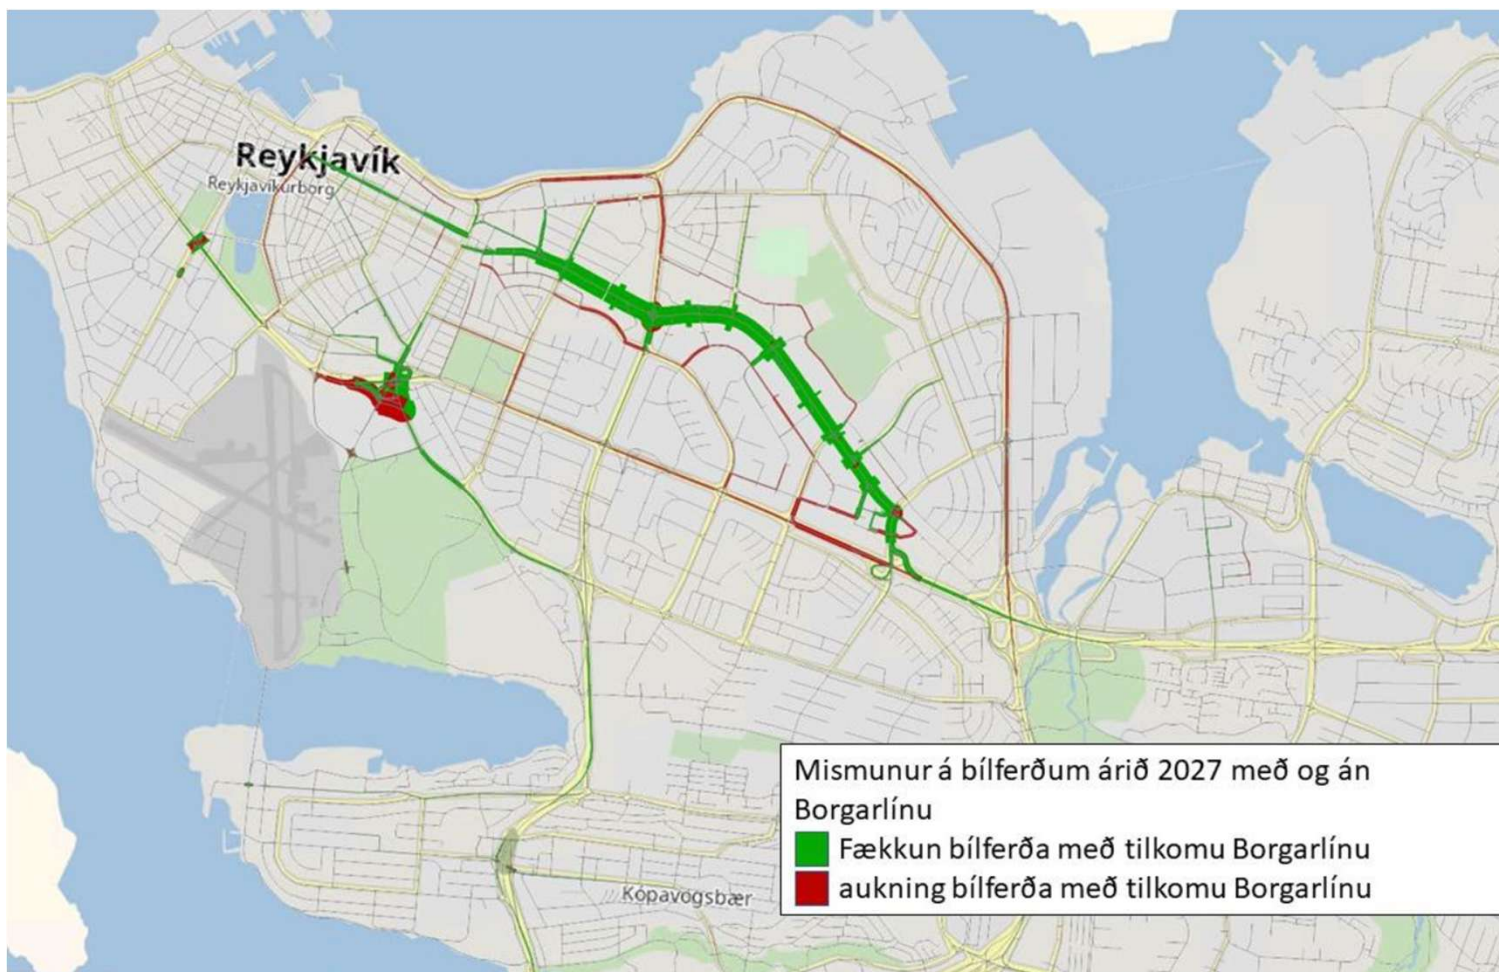 Reykjavík
Reykjavíkurborg
Mismunur á bílferðum árið 2027 með og án
Borgarlínu
Fækkun bílferða með tilkomu Borgarlínu
aukning bílferða með tilkomu Borgarlínu
Kópavogsbær